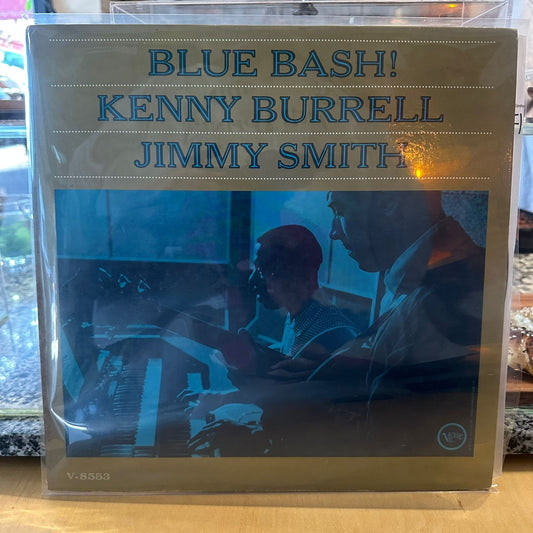 BLUE BASH!
KENNY BURRELL
JIMMY SMITH
VERVE
V-8553